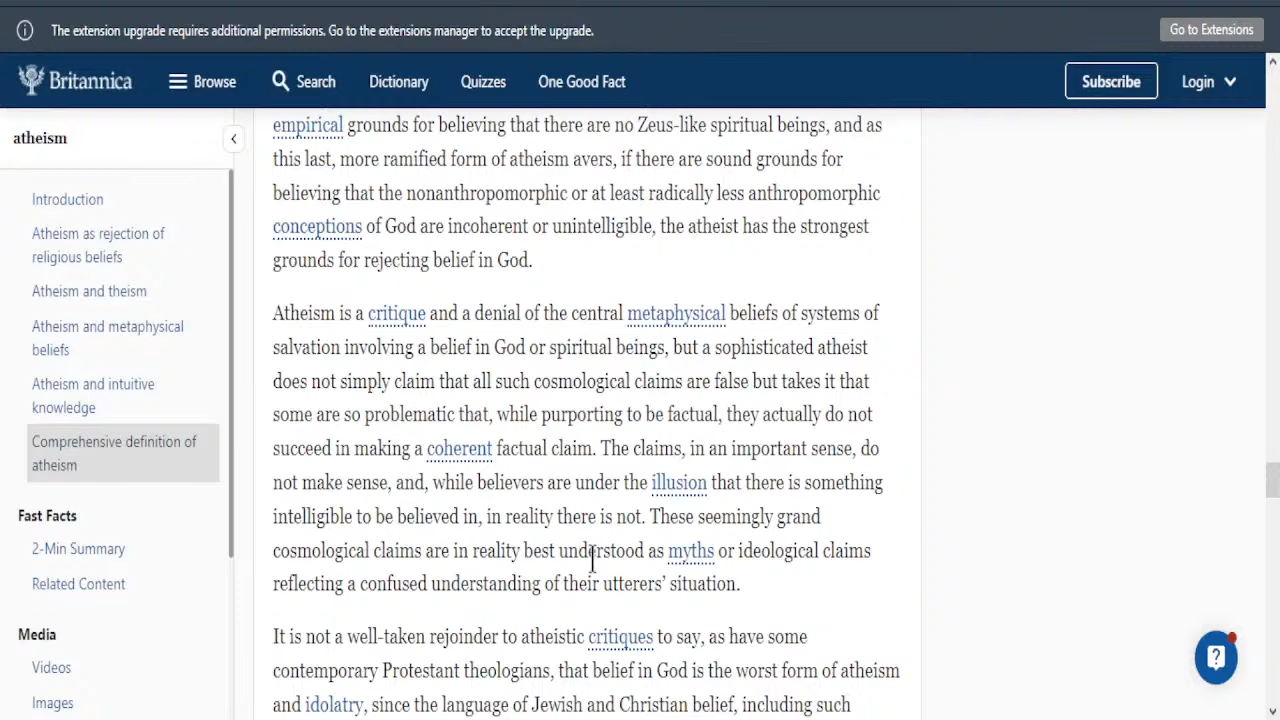 The extension upgrade requires additional permissions. Go to the extensions manager to accept the upgrade.
Go to Extensions
Britannica
Browse
Search
Dictionary
Quizzes
One Good Fact
Subscribe
Login
atheism
Introduction
Atheism as rejection of
religious beliefs
Atheism and theism
Atheism and metaphysical
beliefs
Atheism and intuitive
knowledge
Comprehensive definition of
atheism
Fast Facts
2-Min Summary
Related Content
Media
Videos
Images
empirical grounds for believing that there are no Zeus-like spiritual beings, and as
this last, more ramified form of atheism avers, if there are sound grounds for
believing that the nonanthropomorphic or at least radically less anthropomorphic
conceptions of God are incoherent or unintelligible, the atheist has the strongest
grounds for rejecting belief in God.
Atheism is a critique and a denial of the central metaphysical beliefs of systems of
salvation involving a belief in God or spiritual beings, but a sophisticated atheist
does not simply claim that all such cosmological claims are false but takes it that
some are so problematic that, while purporting to be factual, they actually do not
succeed in making a coherent factual claim. The claims, in an important sense, do
not make sense, and, while believers are under the illusion that there is something
intelligible to be believed in, in reality there is not. These seemingly grand
cosmological claims are in reality best understood as myths or ideological claims
reflecting a confused understanding of their utterers’ situation.
It is not a well-taken rejoinder to atheistic critiques to say, as have some
contemporary Protestant theologians, that belief in God is the worst form of atheism
and idolatry, since the language of Jewish and Christian belief, including such